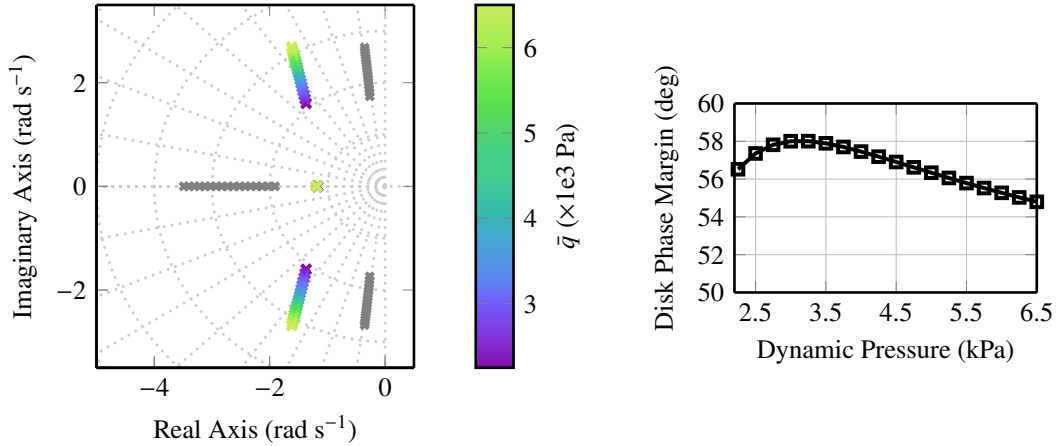 Imaginary Axis (rad s⁻¹)
2
0
−2
−4
−2
0
Real Axis (rad s⁻¹)
6
5
4
3
q̄ (×1e3 Pa)
Disk Phase Margin (deg)
60
58
56
54
52
50
2.5 3.5 4.5 5.5 6.5
Dynamic Pressure (kPa)